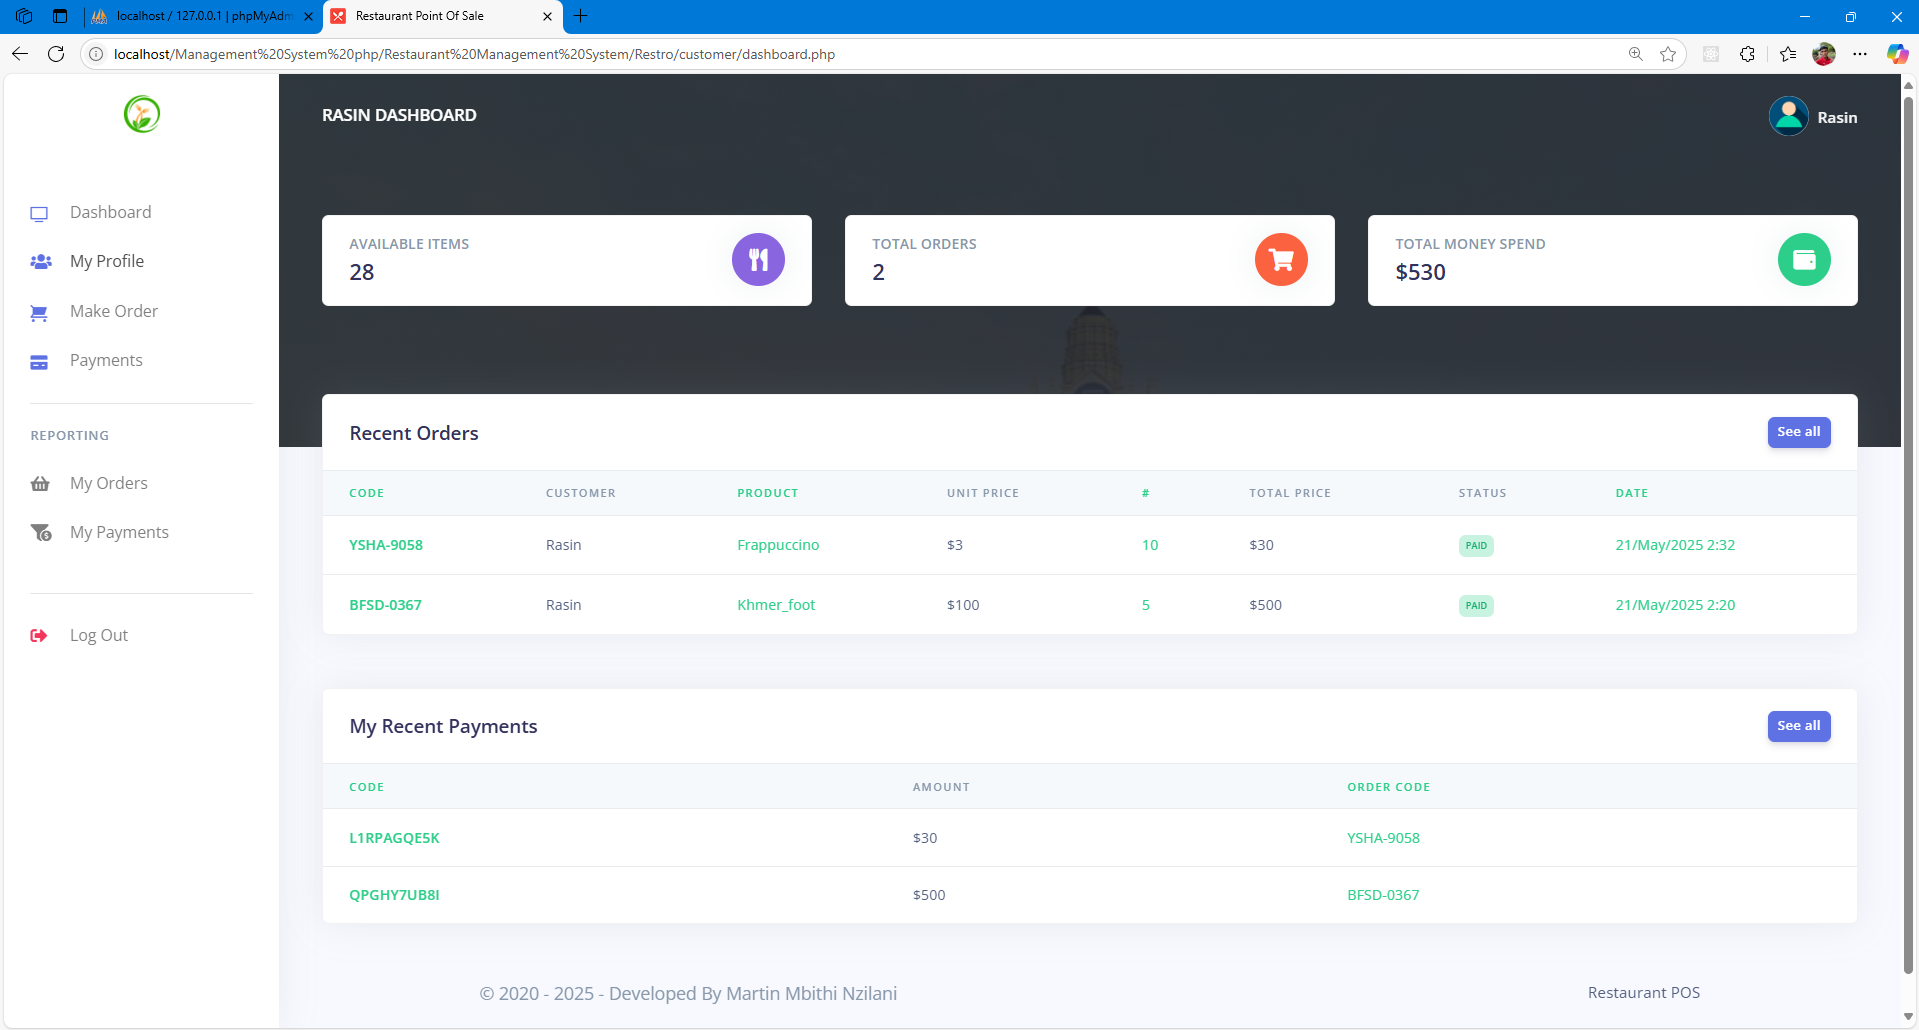 localhost / 127.0.0.1 | phpMyAdm
Restaurant Point Of Sale
localhost/Management%20System%20php/Restaurant%20Management%20System/Restro/customer/dashboard.php
RASIN DASHBOARD
Rasin
Dashboard
My Profile
Make Order
Payments
REPORTING
My Orders
My Payments
Log Out
AVAILABLE ITEMS
28
TOTAL ORDERS
2
TOTAL MONEY SPEND
$530
Recent Orders
See all
CODE CUSTOMER PRODUCT UNIT PRICE # TOTAL PRICE STATUS DATE
YSHA-9058 Rasin Frappuccino $3 10 $30 PAID 21/May/2025 2:32
BFSD-0367 Rasin Khmer_foot $100 5 $500 PAID 21/May/2025 2:20
My Recent Payments
See all
CODE AMOUNT ORDER CODE
L1RPAGQE5K $30 YSHA-9058
QPGHY7UB8I $500 BFSD-0367
© 2020 - 2025 - Developed By Martin Mbithi Nzilani
Restaurant POS